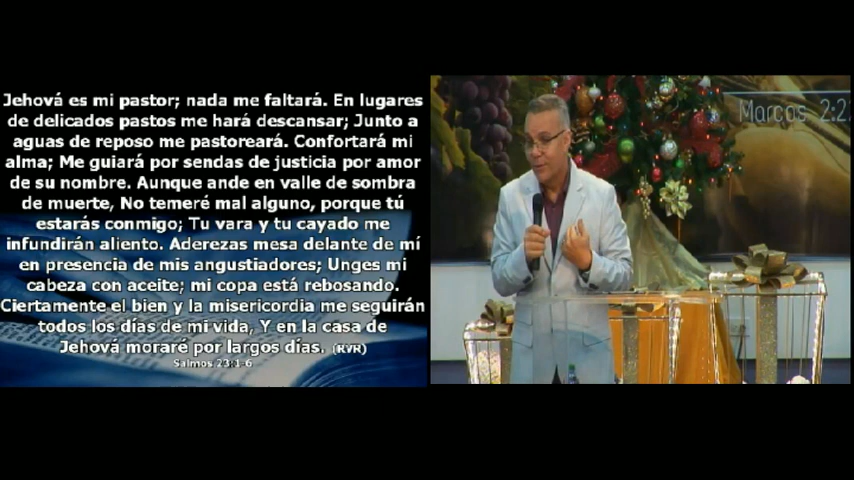 Jehová es mi pastor; nada me faltará. En lugares
de delicados pastos me hará descansar; Junto a
aguas de reposo me pastoreará. Confortará mi
alma; Me guiará por sendas de justicia por amor
de su nombre. Aunque ande en valle de sombra
de muerte, No temeré mal alguno, porque tú
estarás conmigo; Tu vara y tu cayado me
infundirán aliento. Aderezas mesa delante de mí
en presencia de mis angustiadores; Unges mi
cabeza con aceite; mi copa está rebosando.
Ciertamente el bien y la misericordia me seguirán
todos los días de mi vida, Y en la casa de
Jehová moraré por largos días. (RVR)
Salmos 23:1-6
Marcos